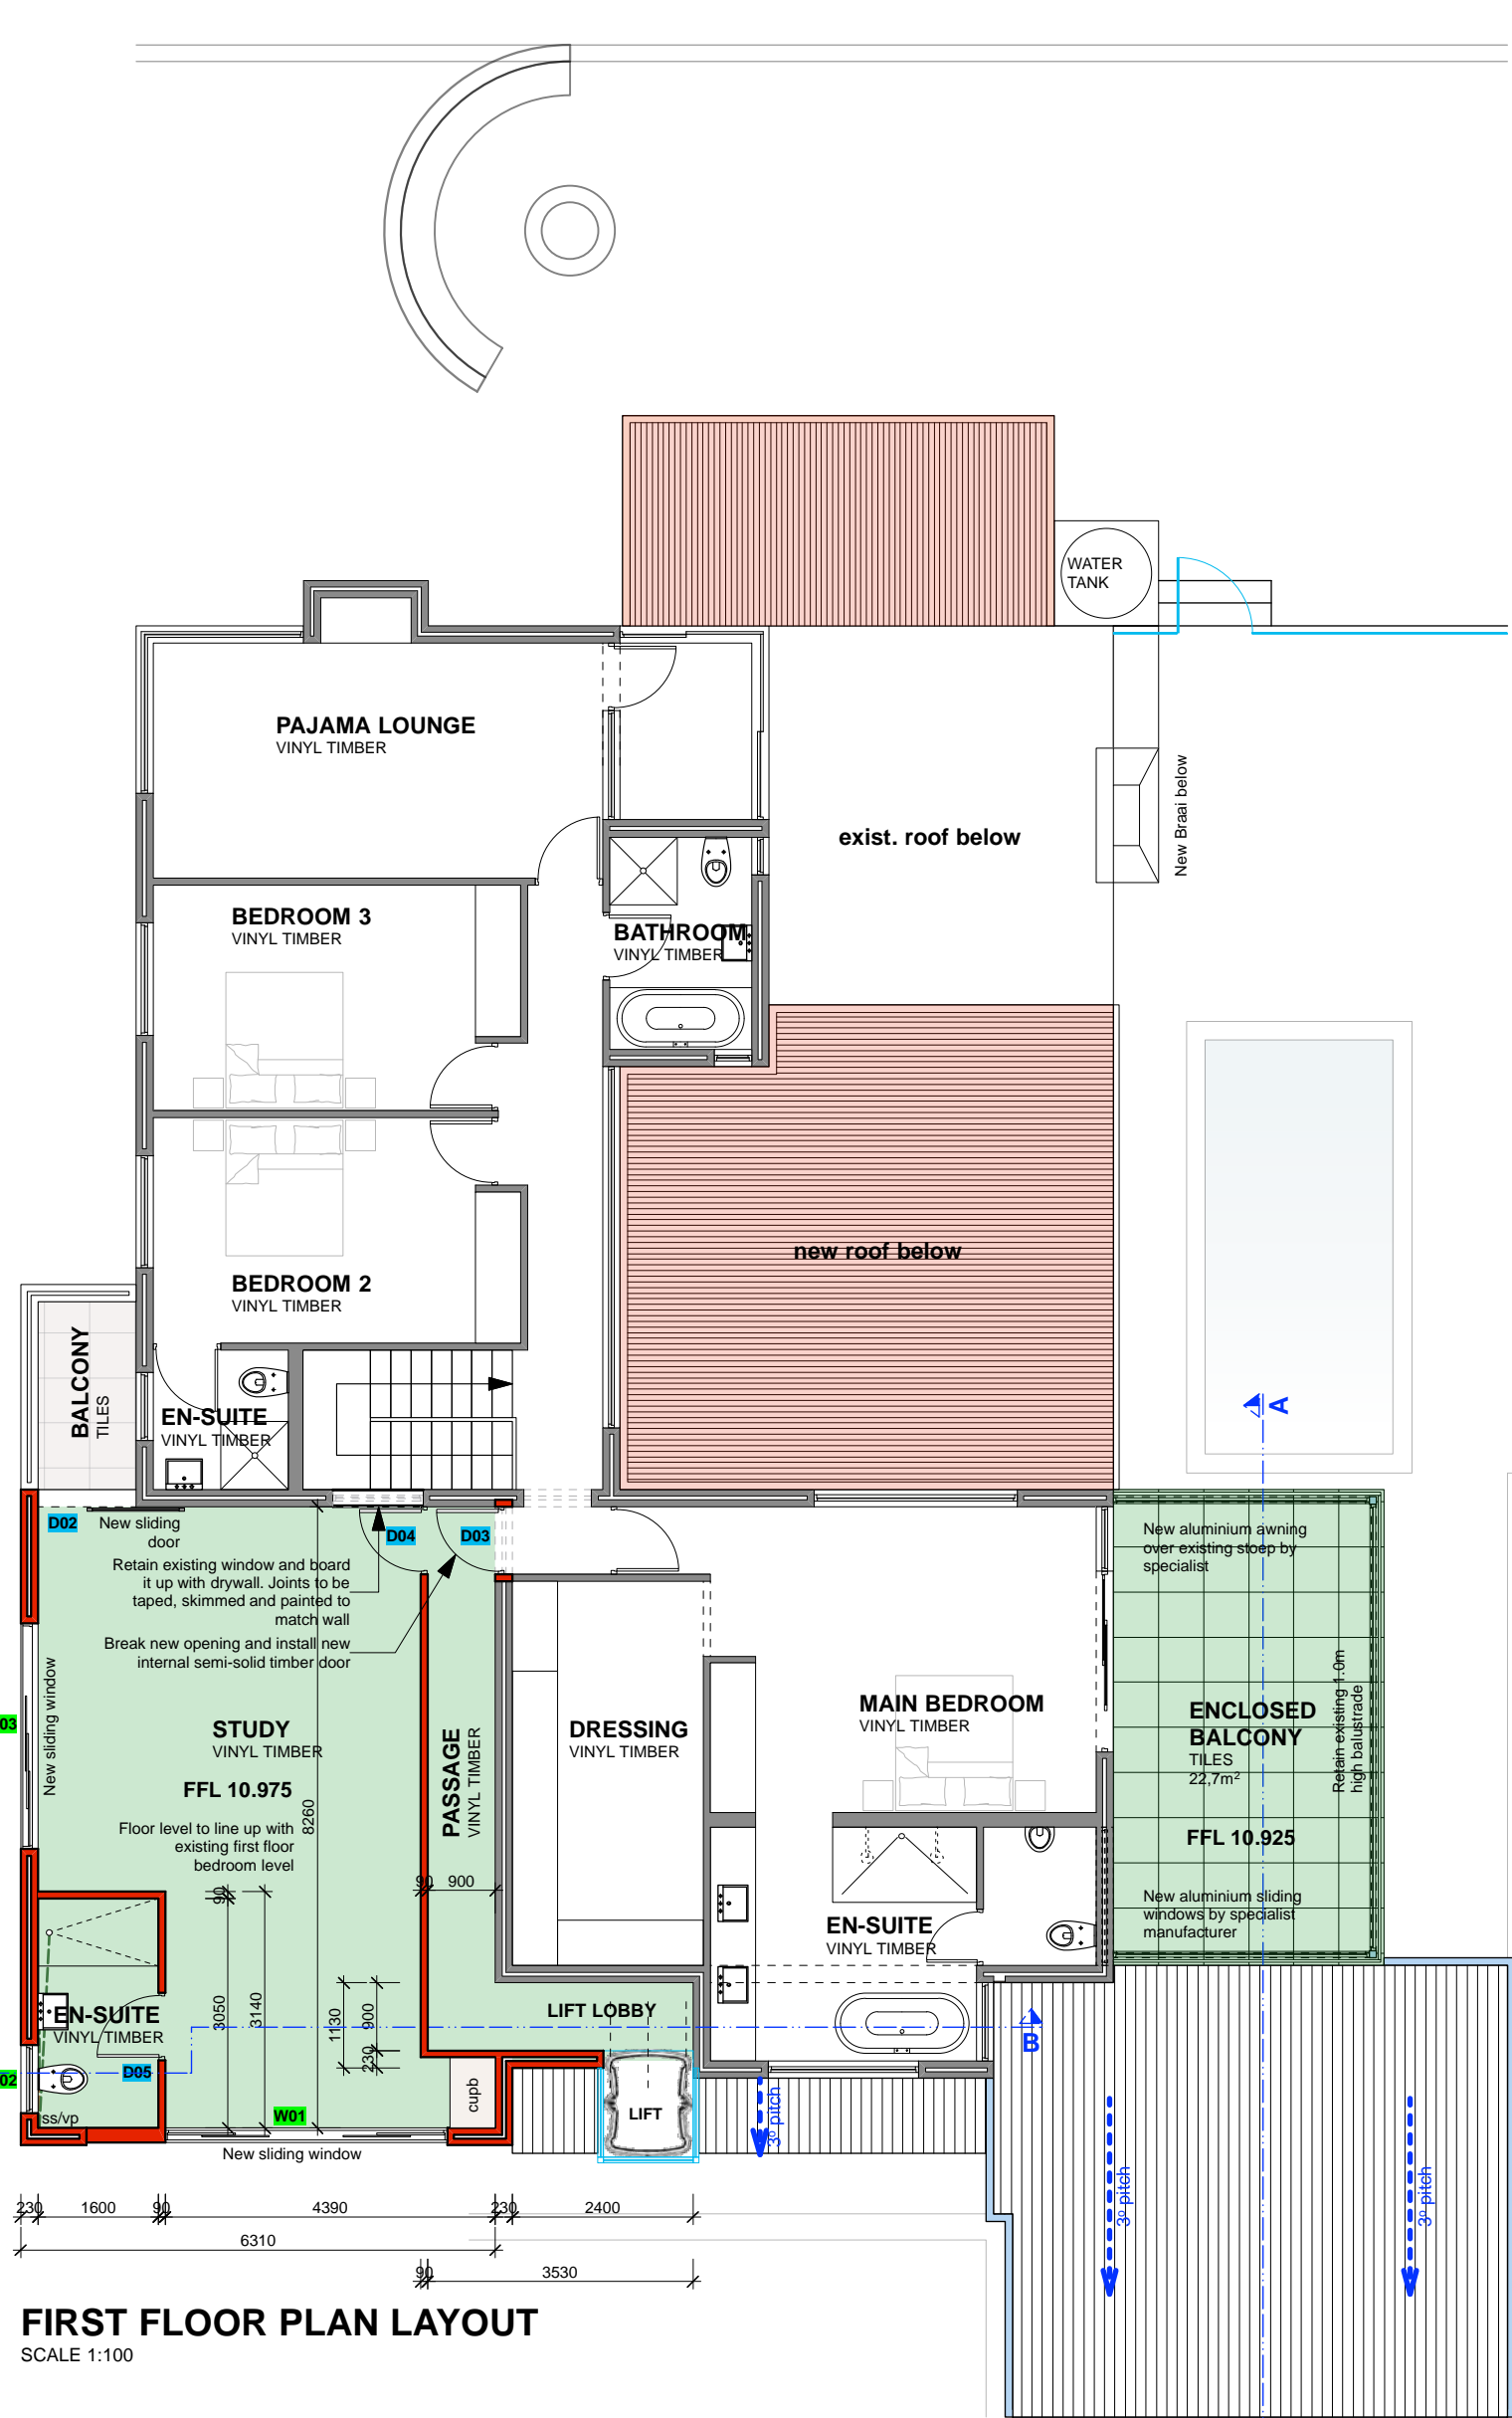 WATER
TANK
PAJAMA LOUNGE
VINYL TIMBER
New Braai below
exist. roof below
BEDROOM 3
VINYL TIMBER
BATHROOM
VINYL TIMBER
new roof below
BEDROOM 2
VINYL TIMBER
BALCONY
TILES
EN-SUITE
VINYL TIMBER
A
D02
New sliding
door
D04
D03
Retain existing window and board
it up with drywall. Joints to be
taped, skimmed and painted to
match wall
Break new opening and install new
internal semi-solid timber door
New aluminium awning
over existing stoep by
specialist
03
New sliding window
STUDY
VINYL TIMBER
FFL 10.975
Floor level to line up with
existing first floor
bedroom level
8260
PASSAGE
VINYL TIMBER
DRESSING
VINYL TIMBER
MAIN BEDROOM
VINYL TIMBER
ENCLOSED
BALCONY
TILES
22,7m²
Retain existing 1.0m
high balustrade
FFL 10.925
90
900
90
New aluminium sliding
windows by specialist
manufacturer
EN-SUITE
VINYL TIMBER
EN-SUITE
VINYL TIMBER
3050
3140
1130
900
230
LIFT LOBBY
B
02
D05
ss/vp
W01
cupb
LIFT
3º pitch
New sliding window
3º pitch
3º pitch
230
1600
90
4390
230
2400
6310
90
3530
FIRST FLOOR PLAN LAYOUT
SCALE 1:100